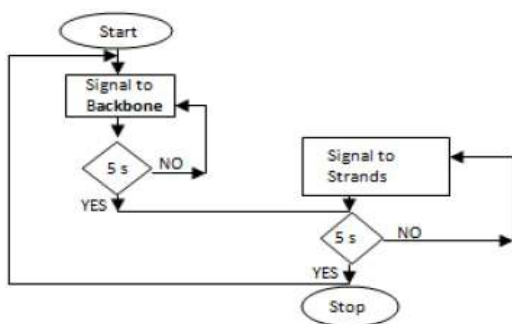 Start
Signal to
Backbone
5 s
NO
YES
Signal to
Strands
5 s
NO
YES
Stop